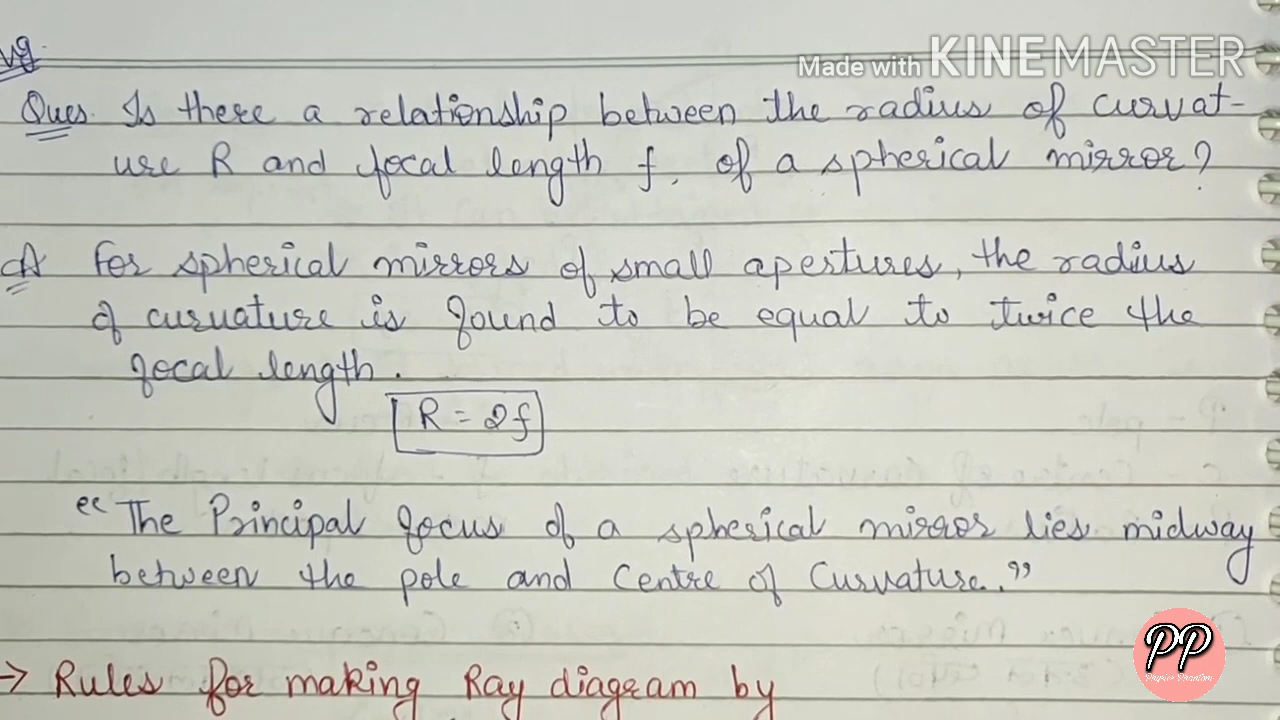 Made with KINEMASTER
Ques. Is there a relationship between the radius of curvat-
ure R and focal length f, of a spherical mirror?
A For spherical mirrors of small apertures, the radius
of curvature is found to be equal to twice the
focal length.
R = 2f
"The Principal focus of a spherical mirror lies midway
between the pole and Centre of Curvature."
→ Rules for making Ray diagram by
PP
Physics Phantom